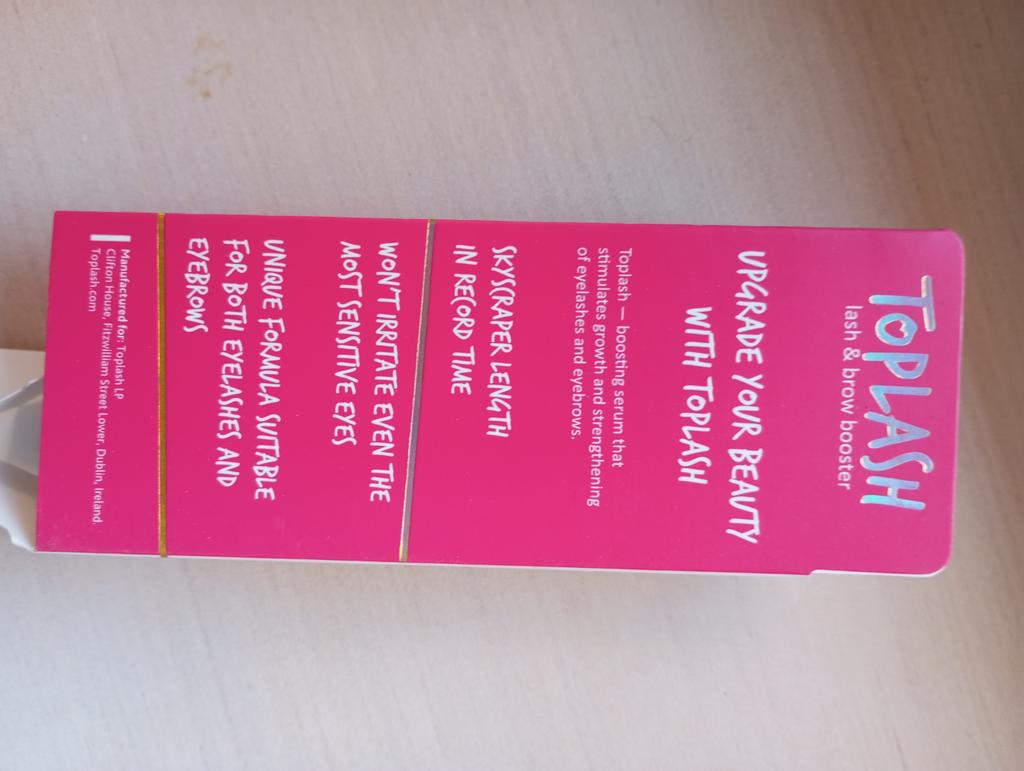 TOPLASH
lash & brow booster
UPGRADE YOUR BEAUTY
WITH TOPLASH
Toplash — boosting serum that
stimulates growth and strengthening
of eyelashes and eyebrows.
SKYSCRAPER LENGTH
IN RECORD TIME
WON'T IRRITATE EVEN THE
MOST SENSITIVE EYES
UNIQUE FORMULA SUITABLE
FOR BOTH EYELASHES AND
EYEBROWS
Manufactured for: Toplash LP
Clifton House, Fitzwilliam Street Lower, Dublin, Ireland.
Toplash.com